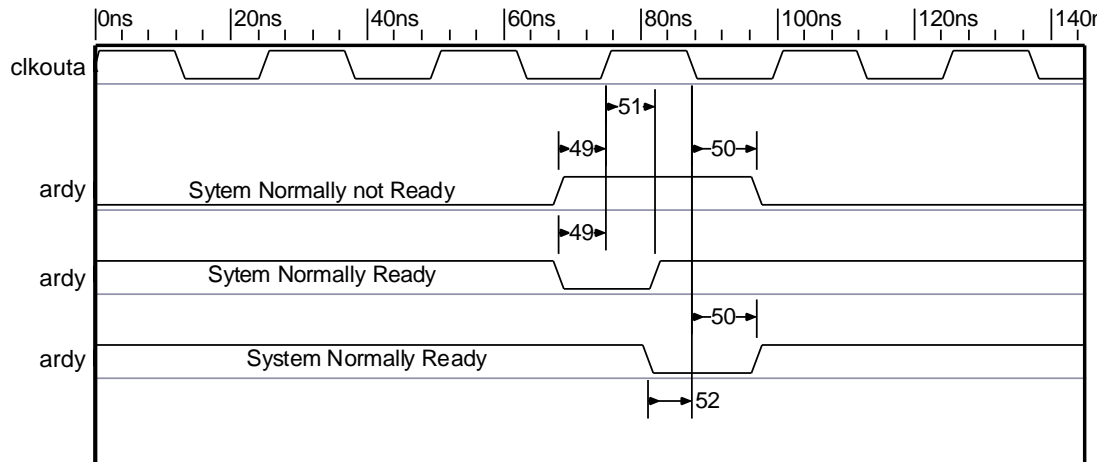 0ns 20ns 40ns 60ns 80ns 100ns 120ns 140n
clkouta
51
49 50
ardy Sytem Normally not Ready
49
ardy Sytem Normally Ready
50
ardy System Normally Ready
52